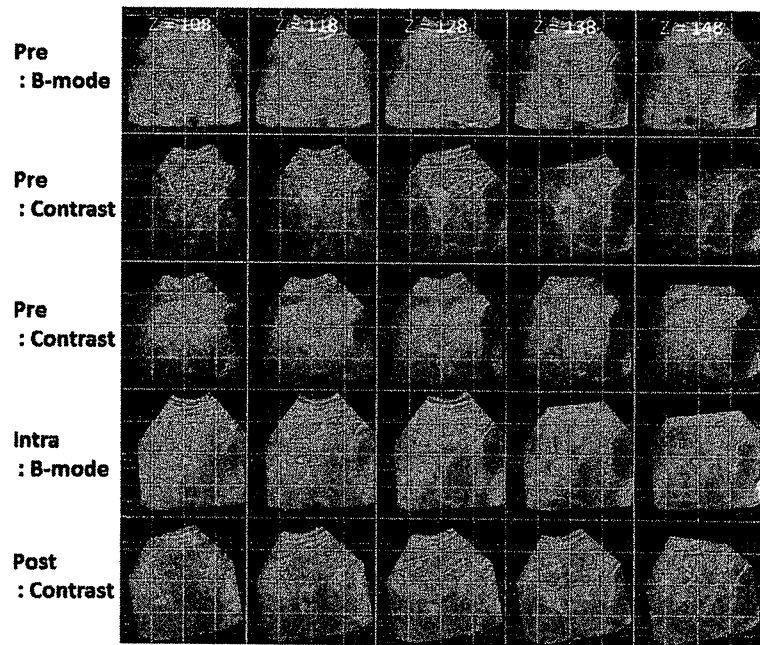 Z = 108 Z = 118 Z = 128 Z = 138 Z = 148
Pre
: B-mode
Pre
: Contrast
Pre
: Contrast
Intra
: B-mode
Post
: Contrast